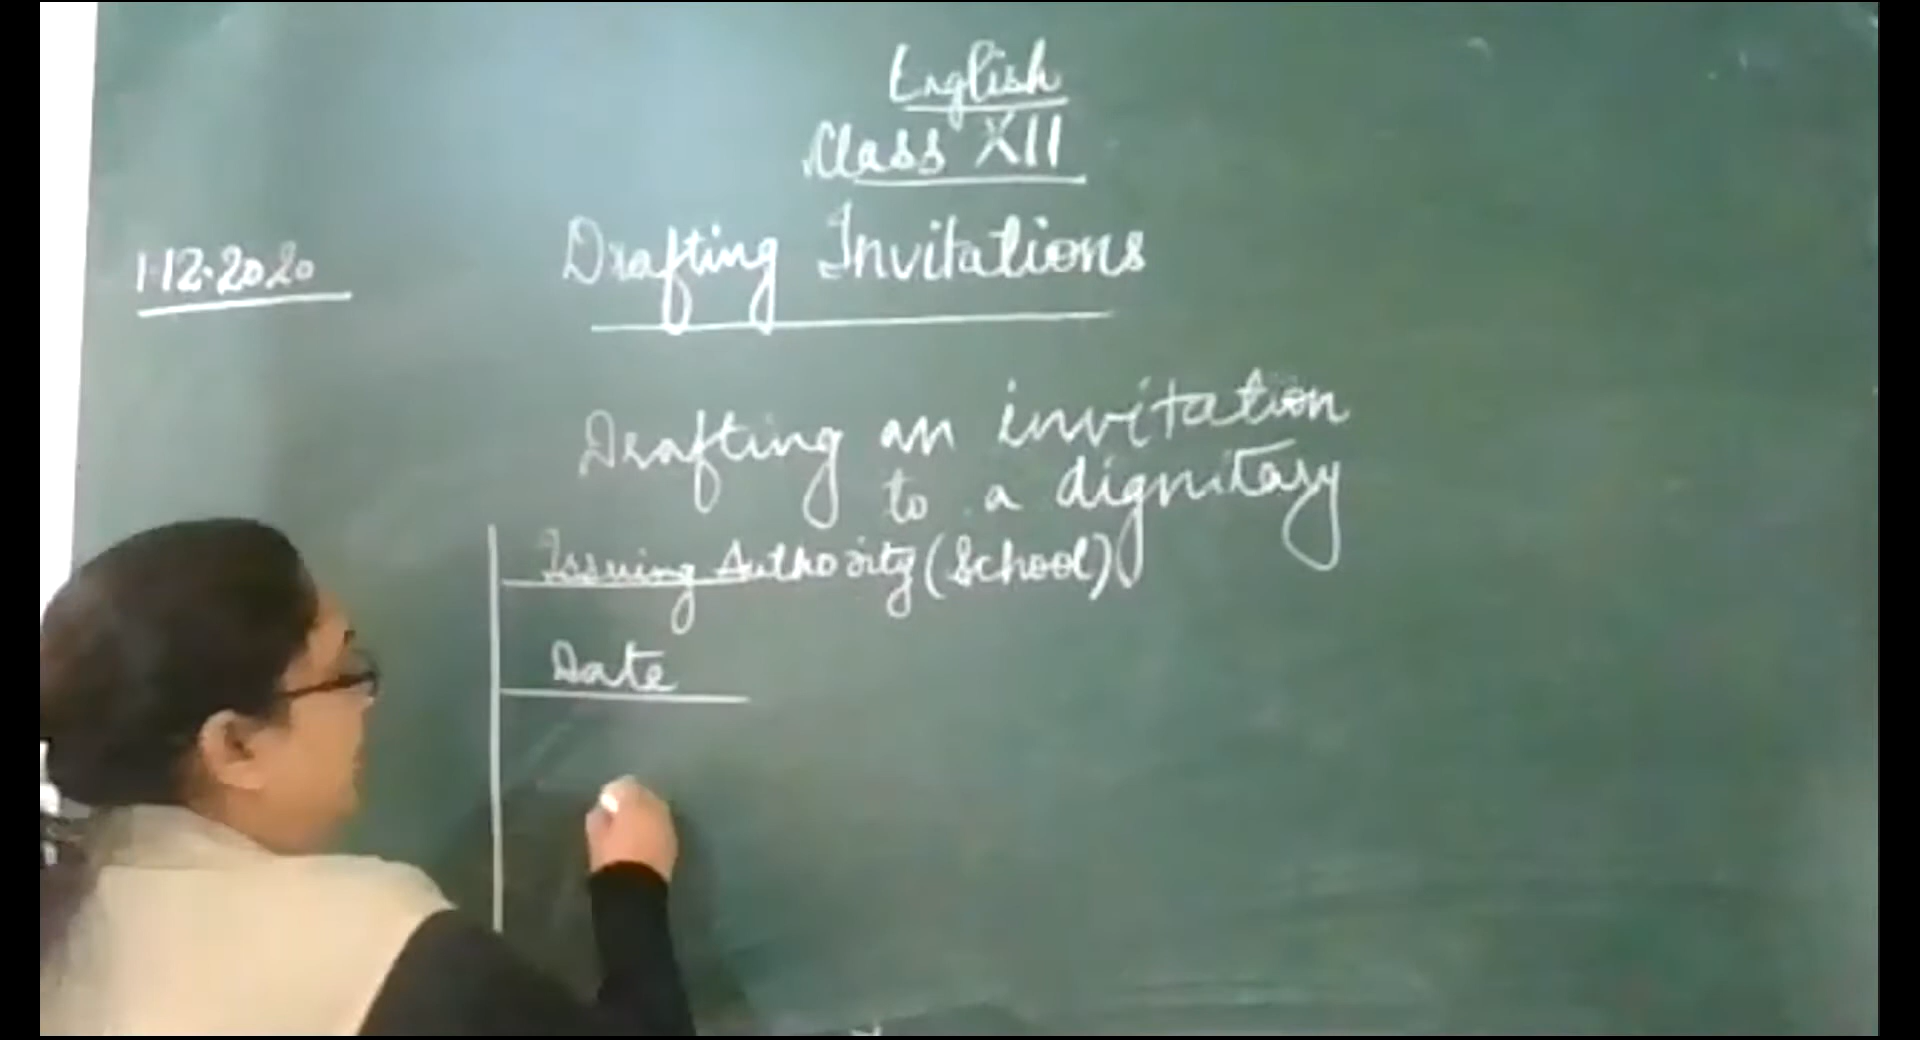 English
Class XII
1.12.2020
Drafting Invitations
Drafting an invitation
to a dignitary
Issuing Authority (School)
Date